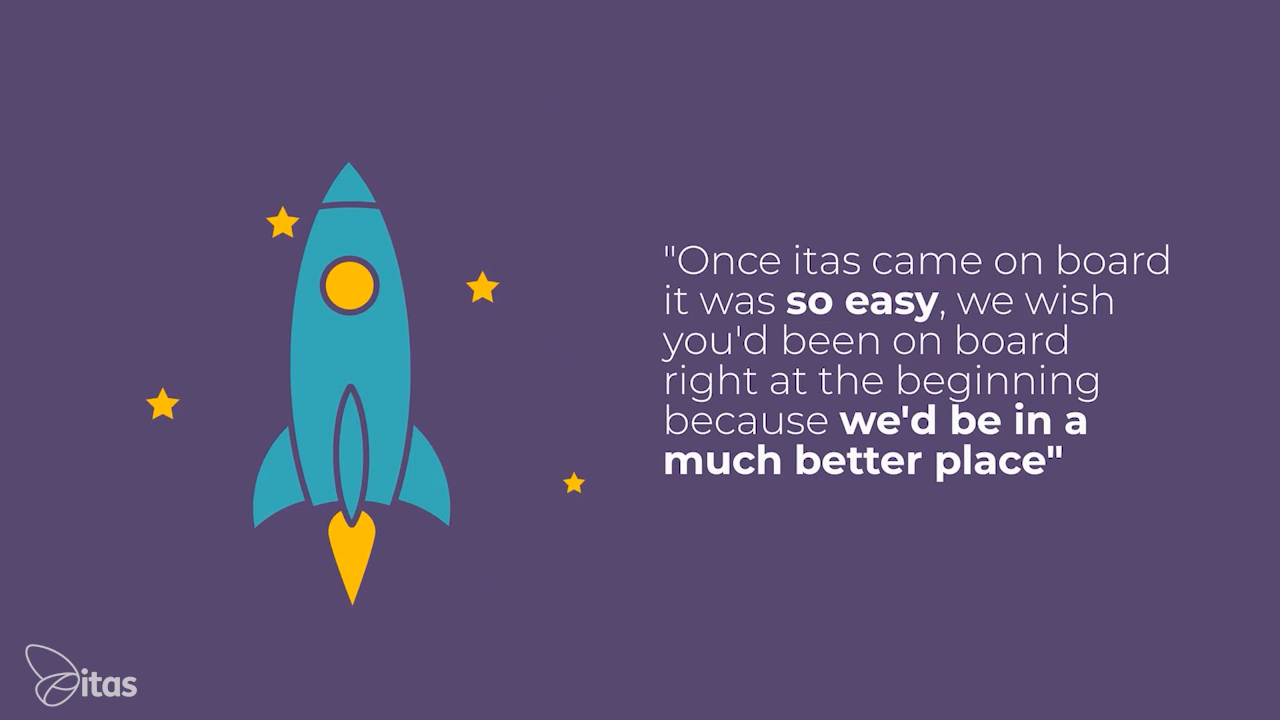 "Once itas came on board
it was so easy, we wish
you'd been on board
right at the beginning
because we'd be in a
much better place"
itas